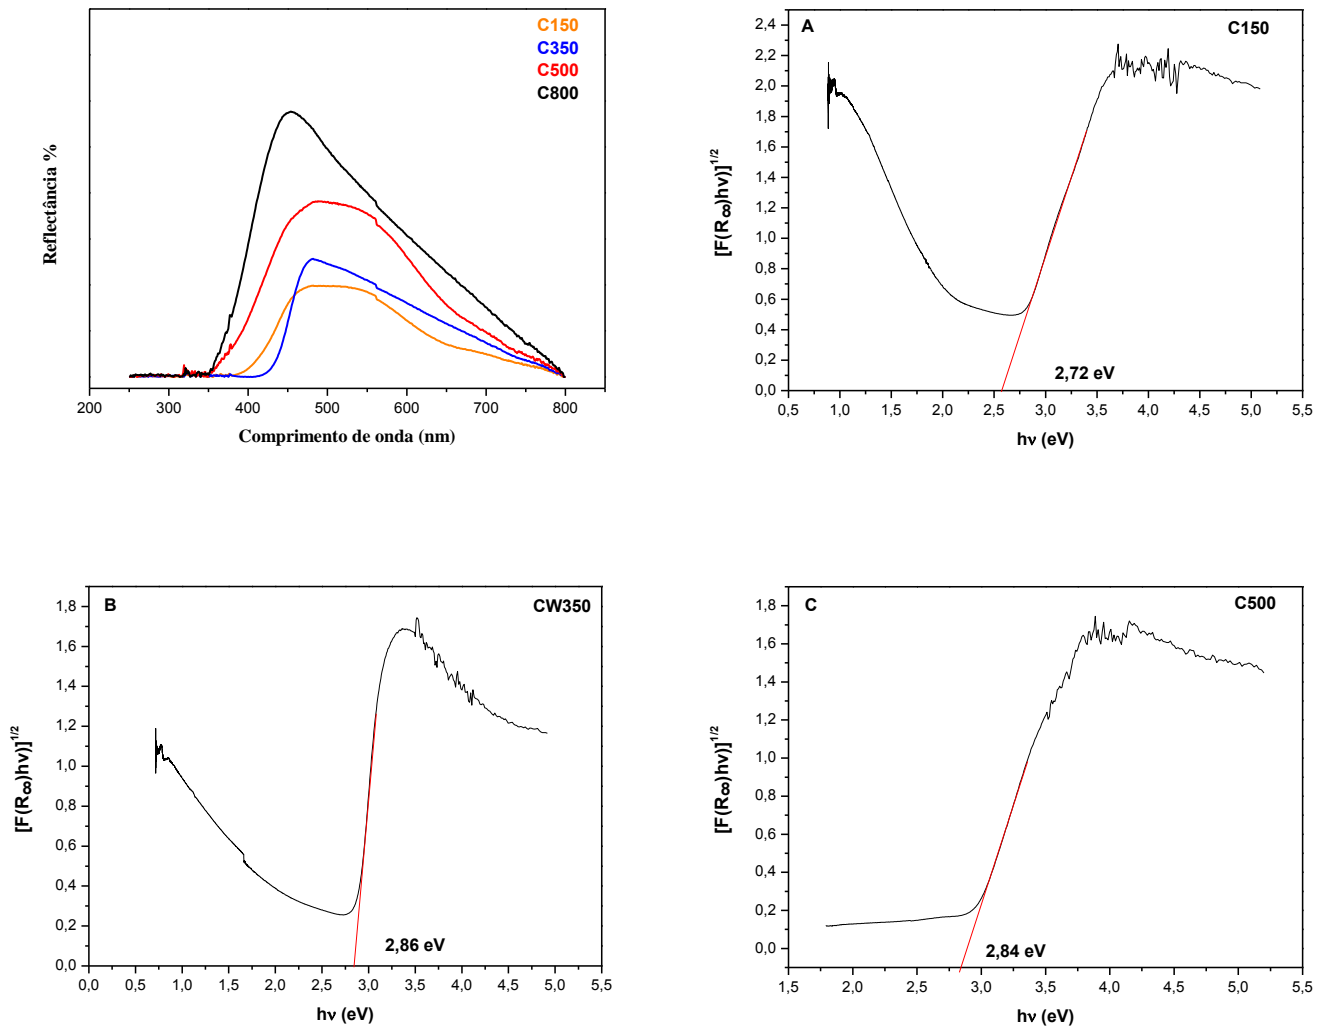 C150
C350
C500
C800
Reflectância %
200 300 400 500 600 700 800
Comprimento de onda (nm)
A
C150
2,4
2,2
2,0
1,8
1,6
1,4
1,2
1,0
0,8
0,6
0,4
0,2
0,0
[F(R∞)hν)]1/2
2,72 eV
0,5 1,0 1,5 2,0 2,5 3,0 3,5 4,0 4,5 5,0 5,5
hν (eV)
B
CW350
1,8
1,6
1,4
1,2
1,0
0,8
0,6
0,4
0,2
0,0
[F(R∞)hν)]1/2
2,86 eV
0,0 0,5 1,0 1,5 2,0 2,5 3,0 3,5 4,0 4,5 5,0 5,5
hν (eV)
C
C500
1,8
1,6
1,4
1,2
1,0
0,8
0,6
0,4
0,2
0,0
[F(R∞)hν)]1/2
2,84 eV
1,5 2,0 2,5 3,0 3,5 4,0 4,5 5,0 5,5
hν (eV)